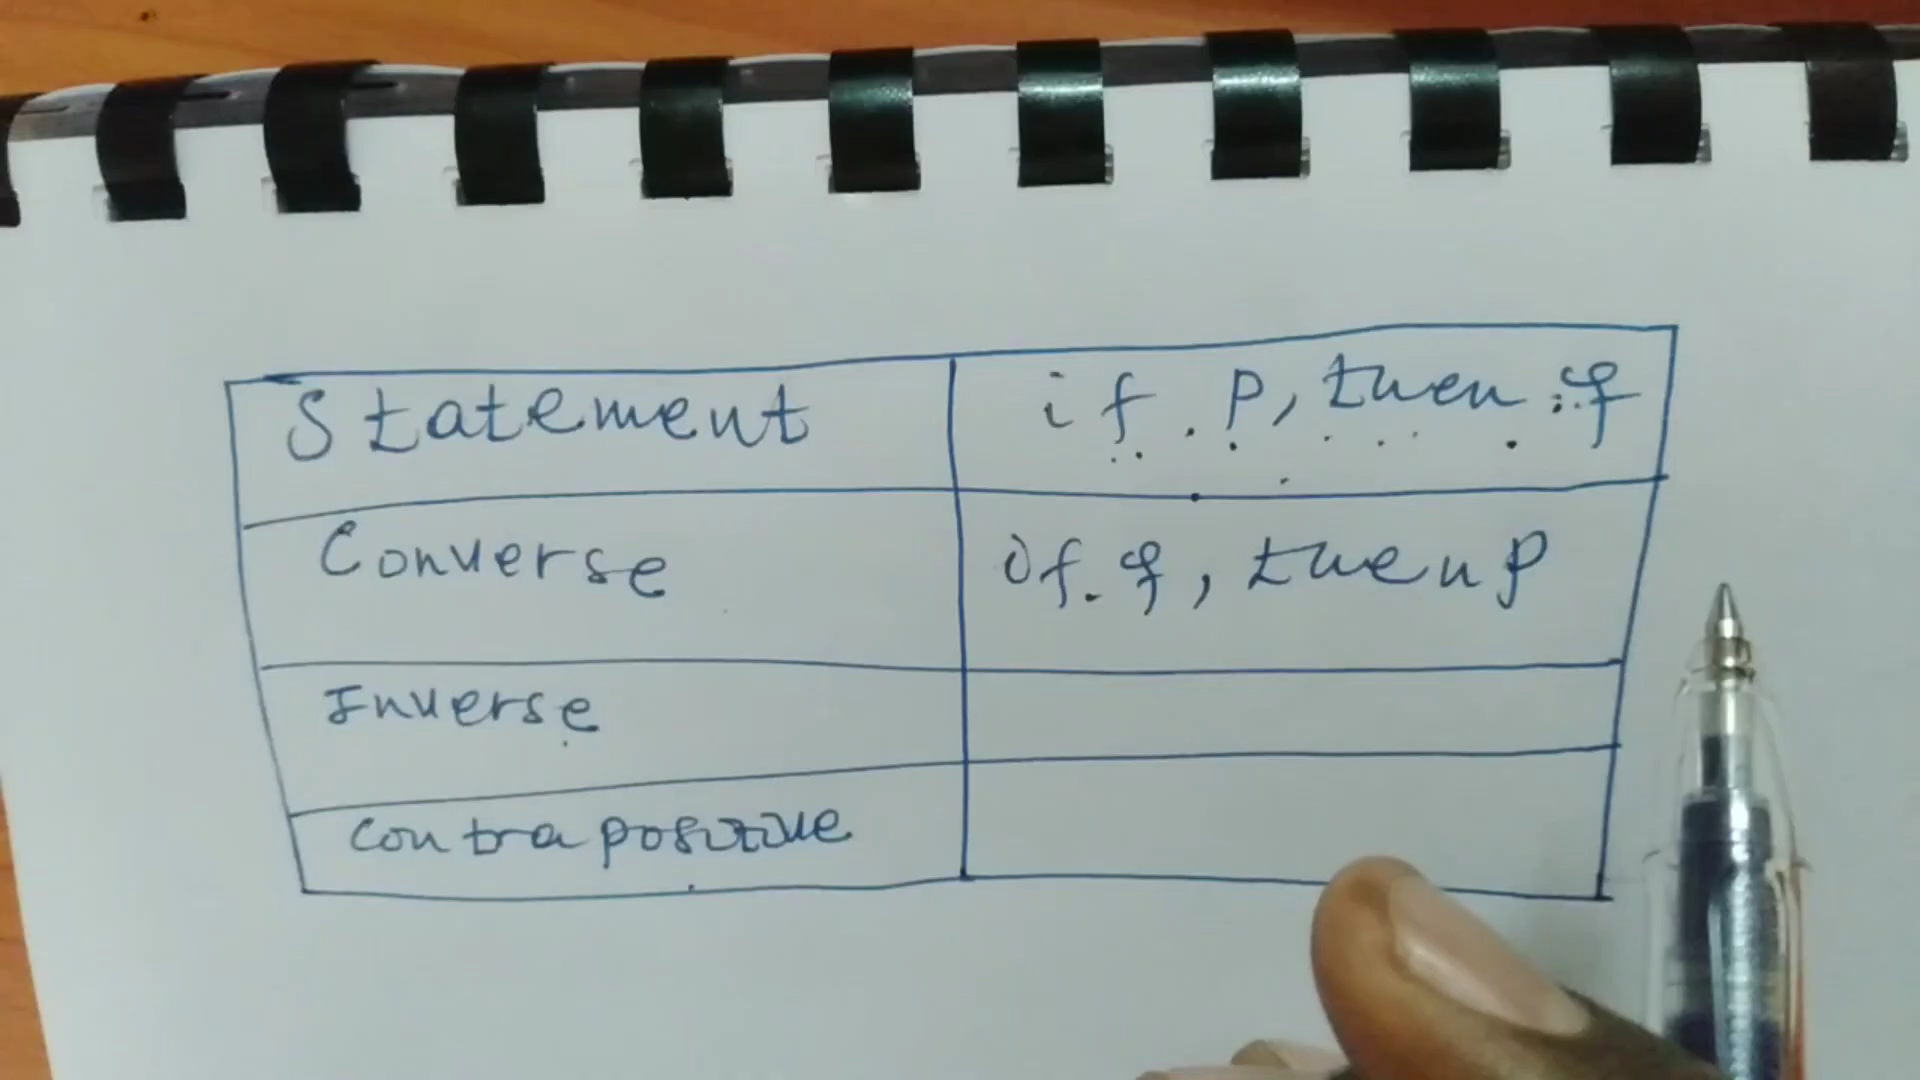 Statement if P, then q
Converse if q, then P
Inverse
Contrapositive